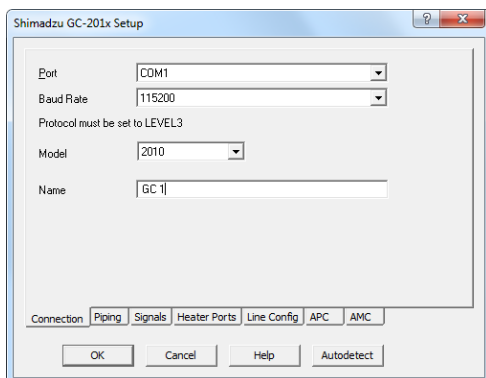 Shimadzu GC-201x Setup
Port COM1
Baud Rate 115200
Protocol must be set to LEVEL3
Model 2010
Name GC 1
Connection Piping Signals Heater Ports Line Config APC AMC
OK Cancel Help Autodetect